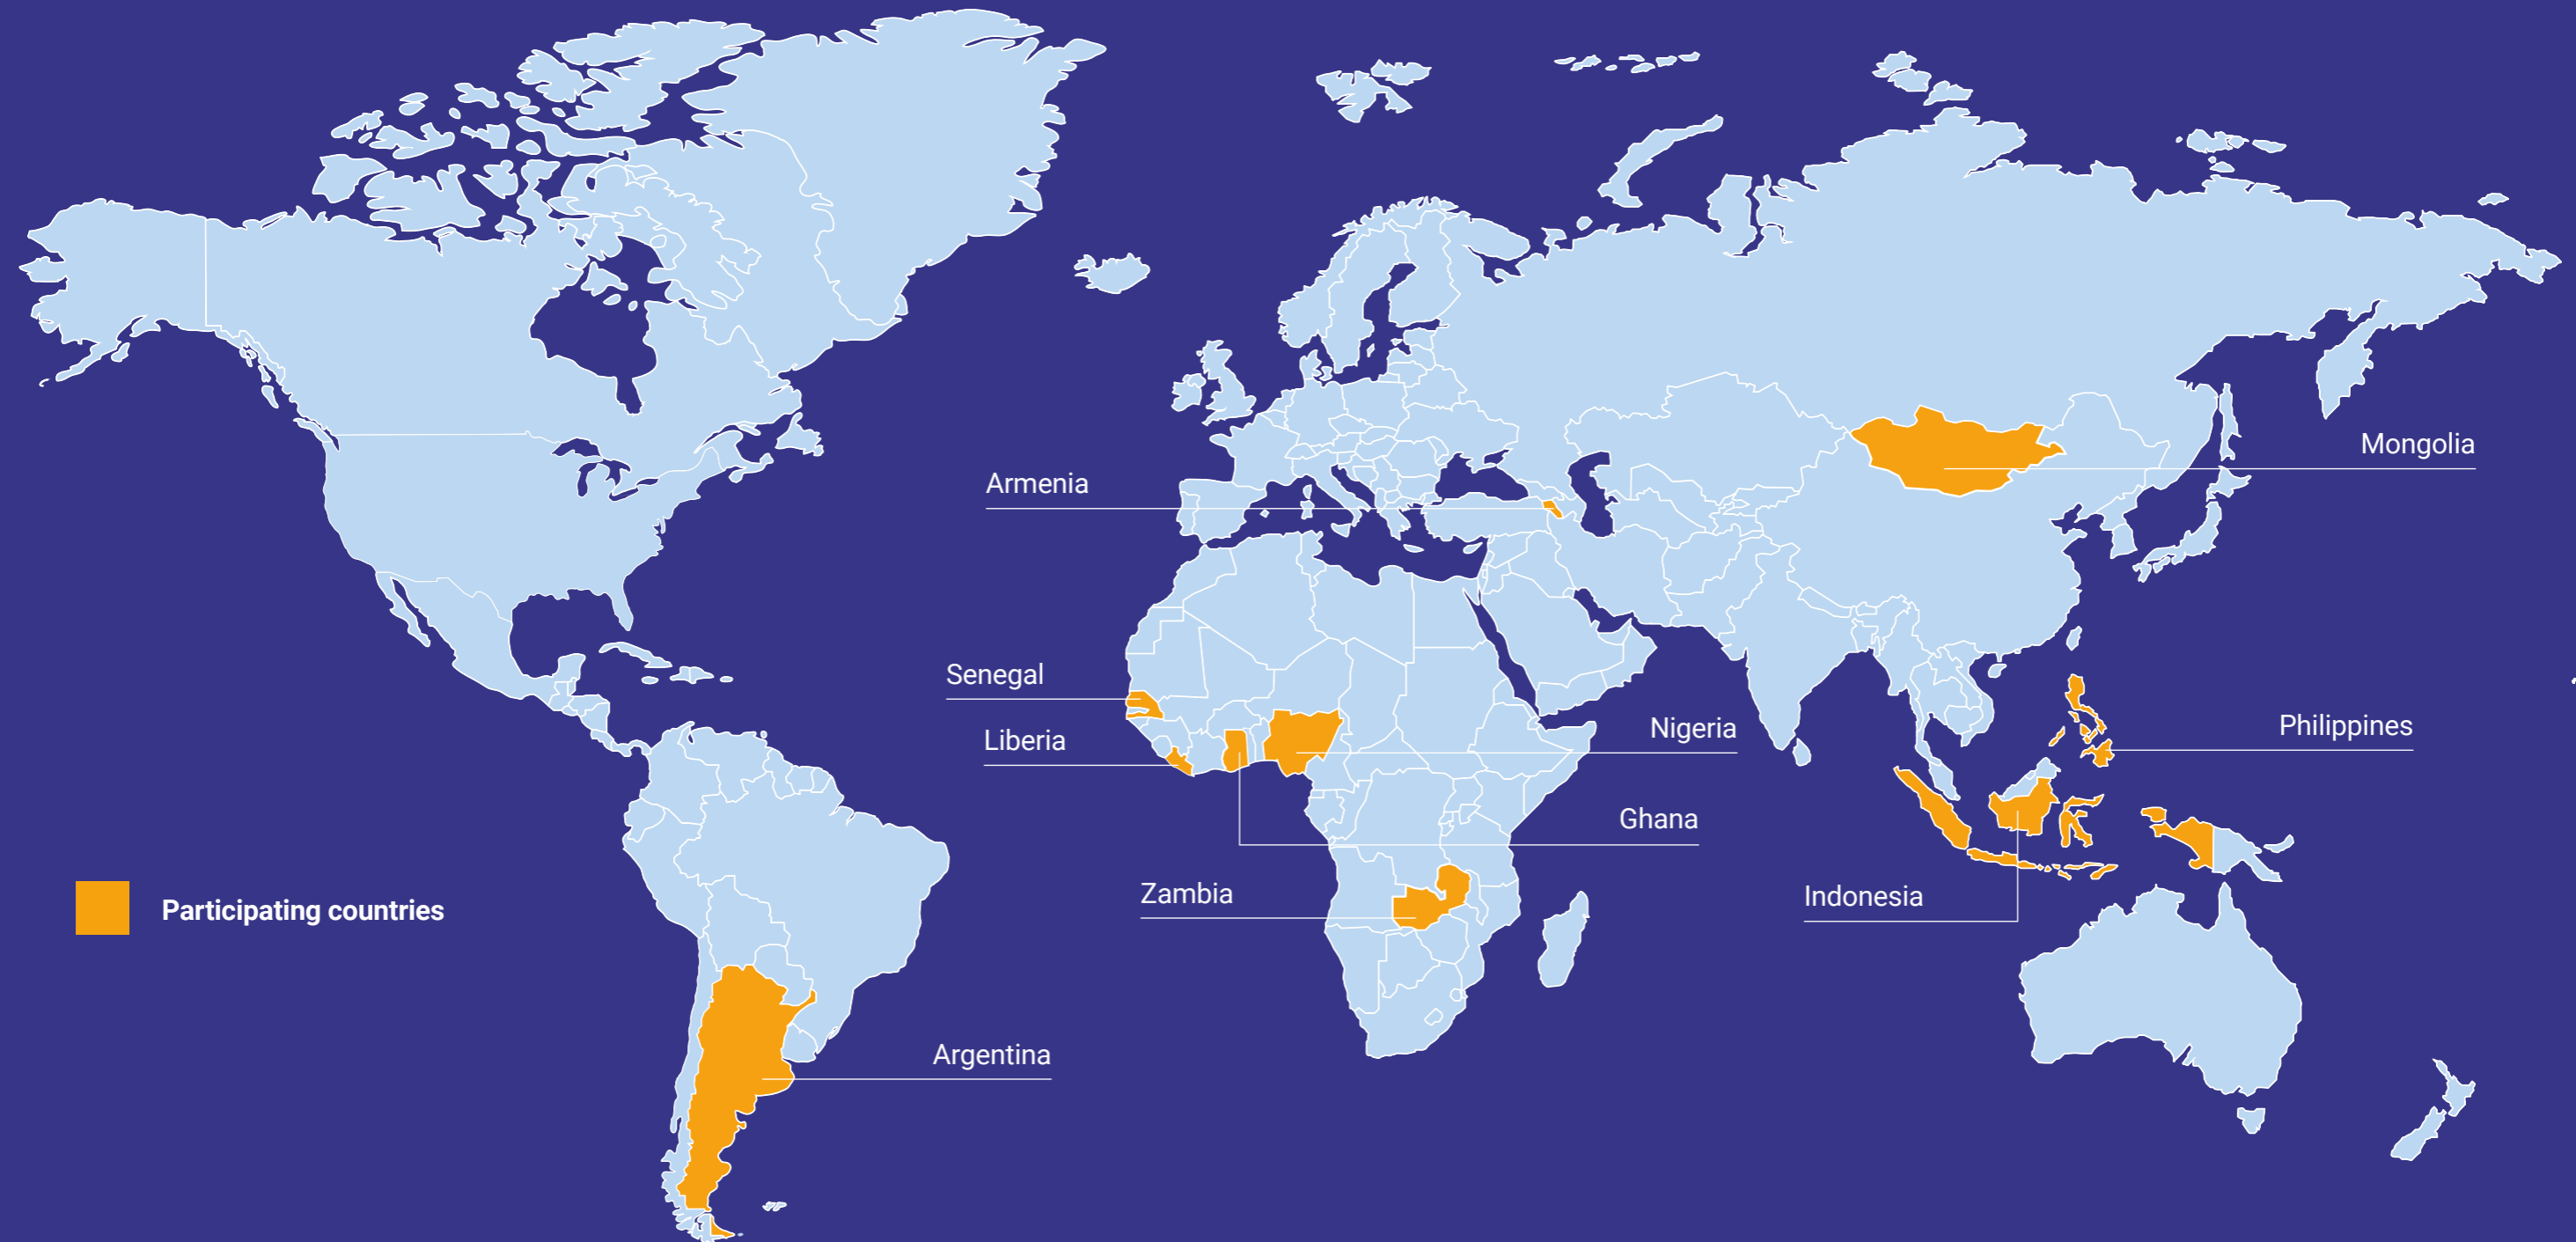 Mongolia
Armenia
Senegal
Nigeria
Philippines
Liberia
Ghana
Zambia
Indonesia
Participating countries
Argentina